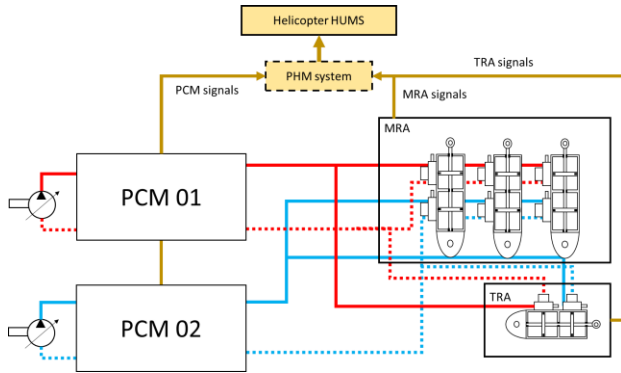 Helicopter HUMS
TRA signals
PHM system
PCM signals
MRA signals
MRA
PCM 01
TRA
PCM 02